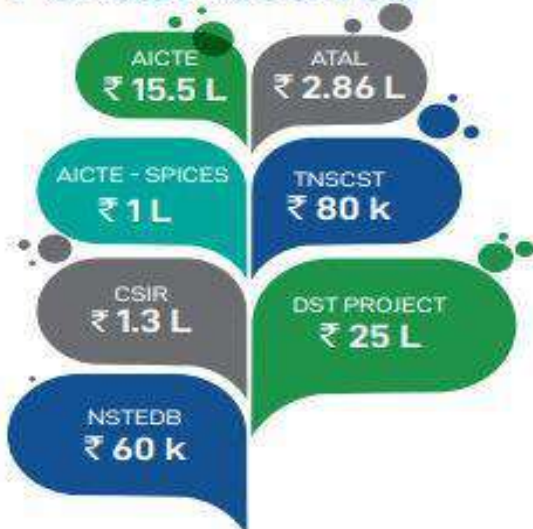 AICTE
₹ 15.5 L
ATAL
₹ 2.86 L
AICTE - SPICES
₹ 1 L
TNSCST
₹ 80 k
CSIR
₹ 1.3 L
DST PROJECT
₹ 25 L
NSTEDB
₹ 60 k